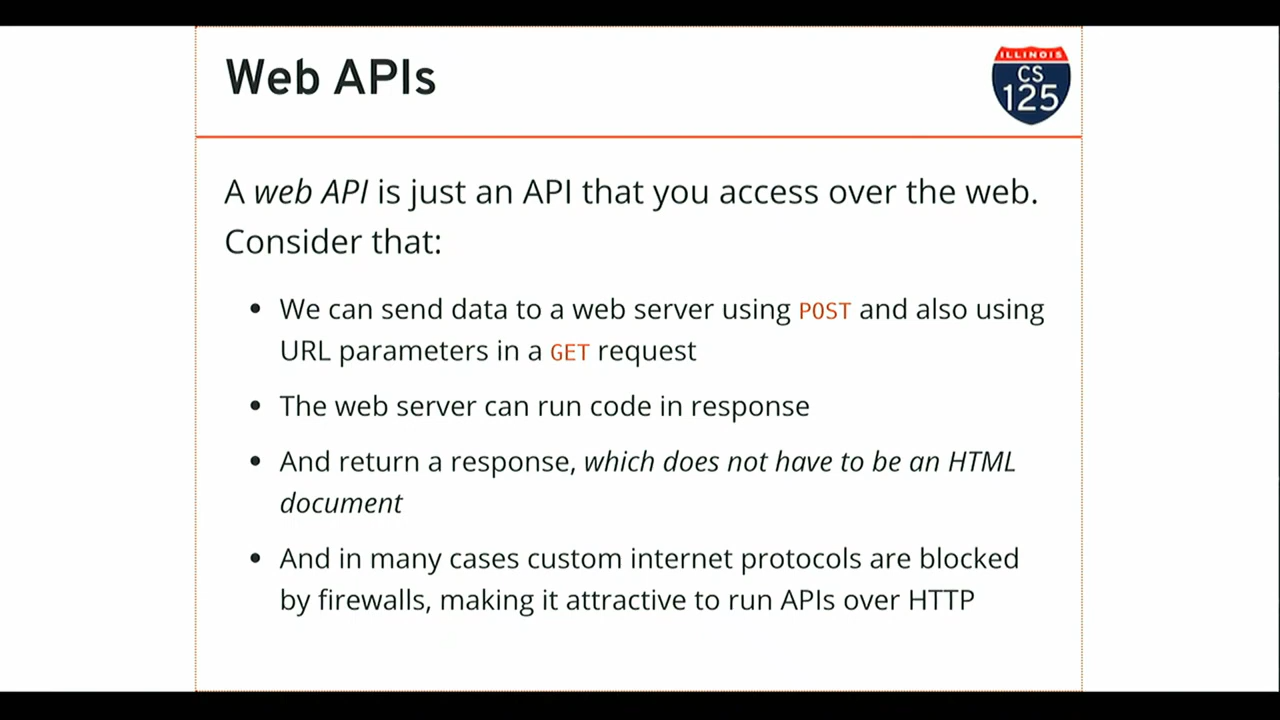 Web APIs
ILLINOIS
CS
125
A web API is just an API that you access over the web.
Consider that:
• We can send data to a web server using POST and also using
URL parameters in a GET request
• The web server can run code in response
• And return a response, which does not have to be an HTML
document
• And in many cases custom internet protocols are blocked
by firewalls, making it attractive to run APIs over HTTP